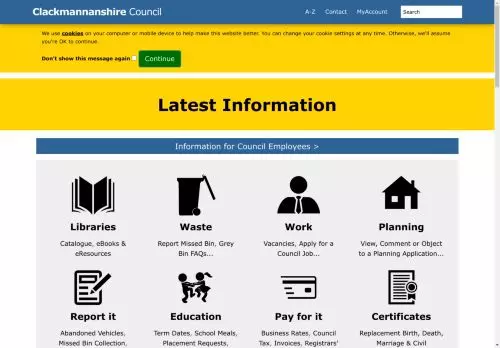 Clackmannanshire Council
A-Z Contact MyAccount Search
We use cookies on your computer or mobile device to help make this website better. You can change your cookie settings at any time. Otherwise, we'll assume
you're OK to continue.
Don't show this message again Continue
Latest Information
Information for Council Employees >
Libraries Waste Work Planning
Catalogue, eBooks & Report Missed Bin, Grey Vacancies, Apply for a View, Comment or Object
eResources Bin FAQs... Council Job... to a Planning Application...
Report it Education Pay for it Certificates
Abandoned Vehicles, Term Dates, School Meals, Business Rates, Council Replacement Birth, Death,
Missed Bin Collection, Placement Requests, Tax, Invoices, Registrars' Marriage & Civil